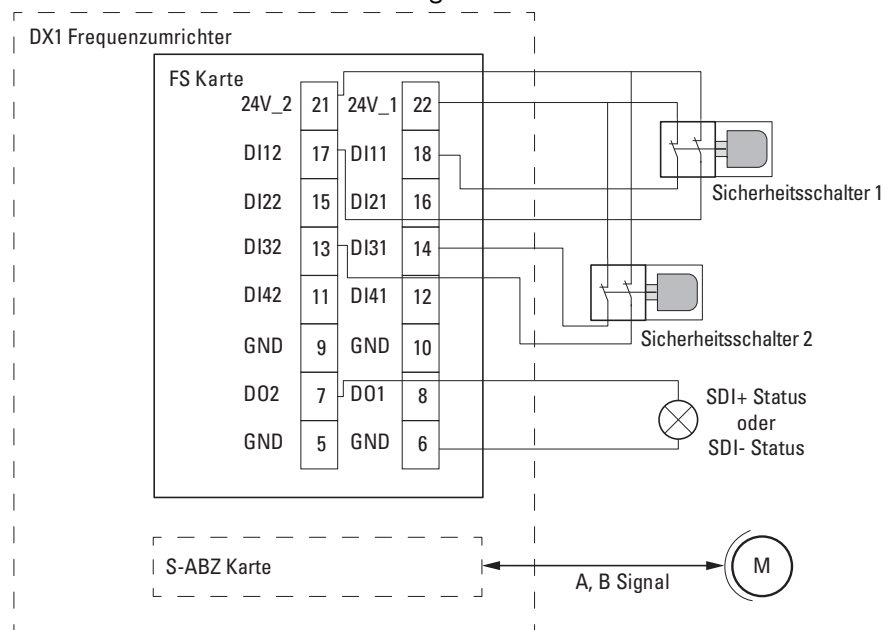 DX1 Frequenzumrichter
FS Karte
24V_2 21 24V_1 22
DI12 17 DI11 18
DI22 15 DI21 16
DI32 13 DI31 14
DI42 11 DI41 12
GND 9 GND 10
DO2 7 DO1 8
GND 5 GND 6
Sicherheitsschalter 1
Sicherheitsschalter 2
SDI+ Status
oder
SDI- Status
S-ABZ Karte
A, B Signal
M